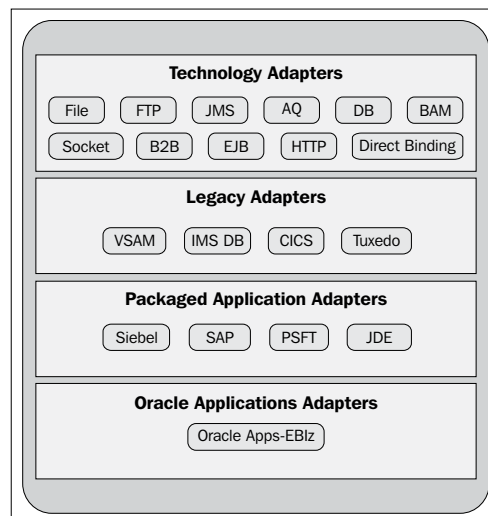 Technology Adapters
File FTP JMS AQ DB BAM
Socket B2B EJB HTTP Direct Binding
Legacy Adapters
VSAM IMS DB CICS Tuxedo
Packaged Application Adapters
Siebel SAP PSFT JDE
Oracle Applications Adapters
Oracle Apps-EBIz